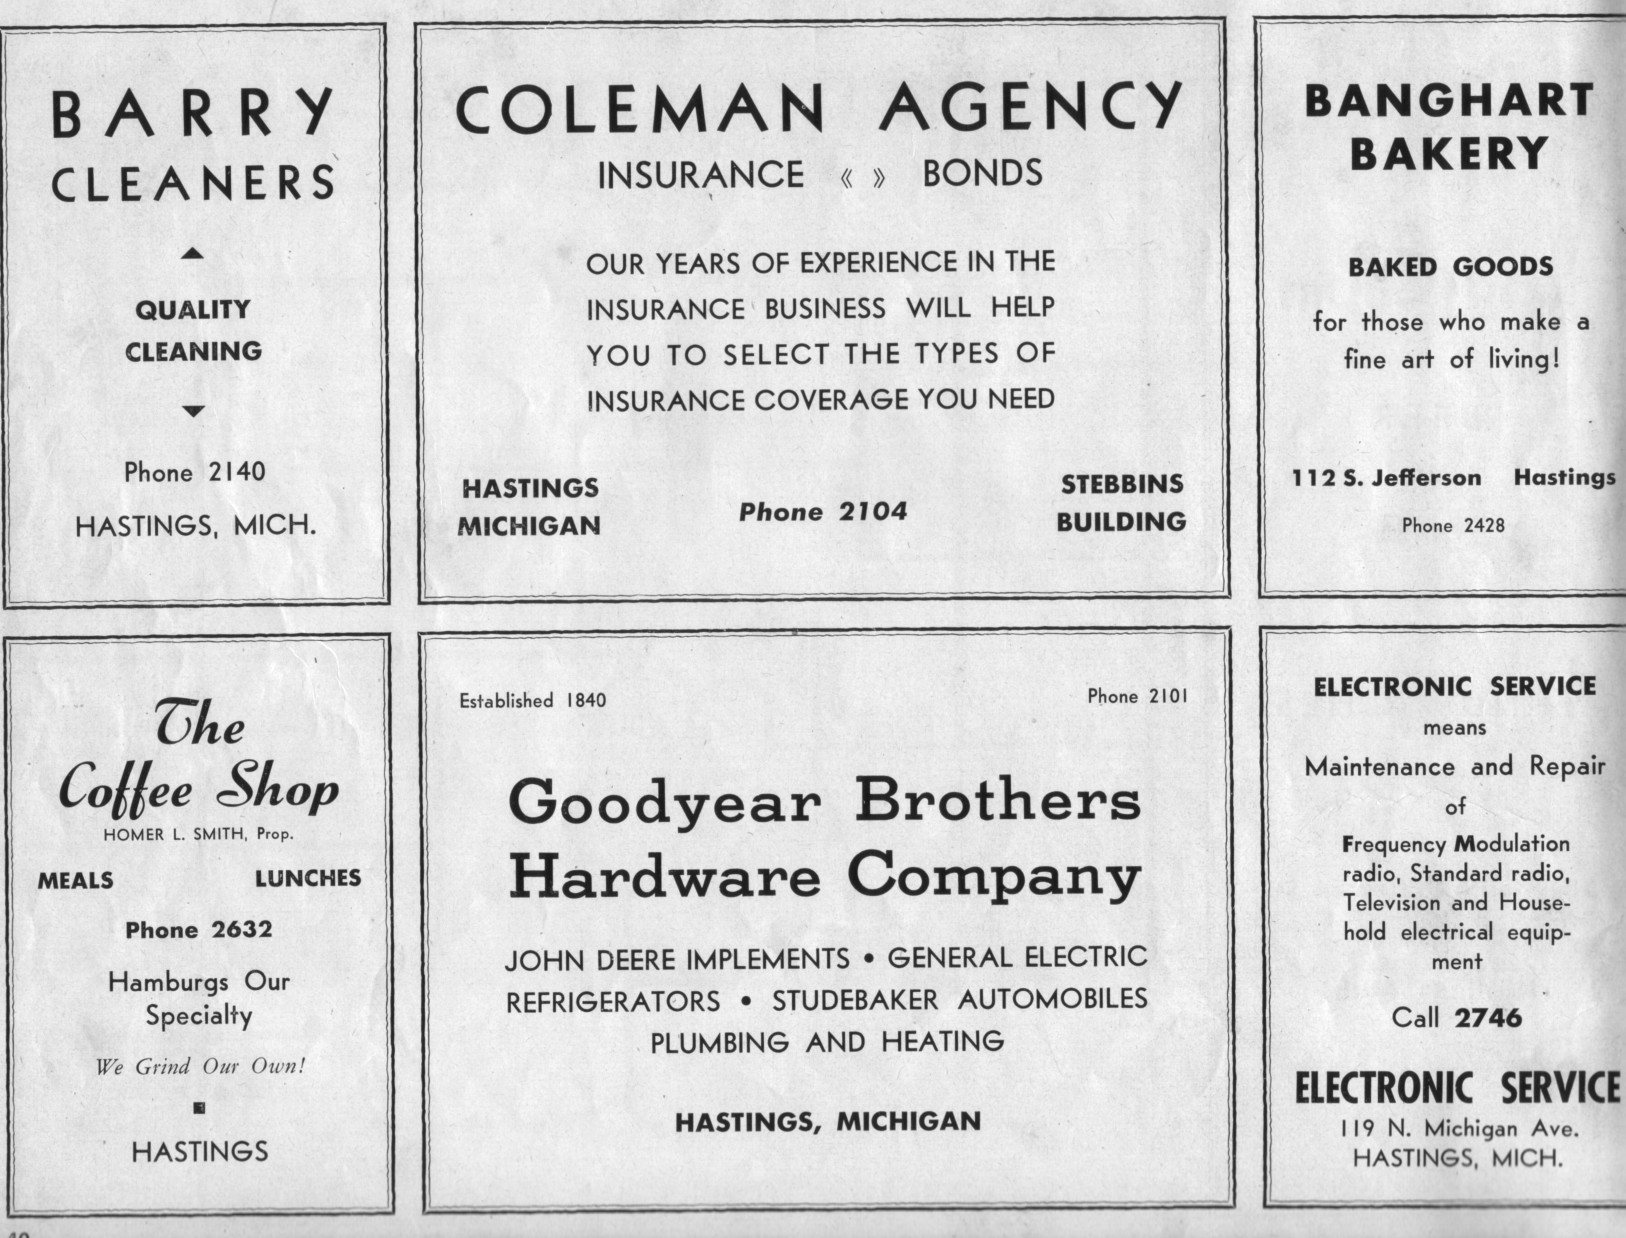 BARRY
CLEANERS
QUALITY
CLEANING
Phone 2140
HASTINGS, MICH.
COLEMAN AGENCY
INSURANCE « » BONDS
OUR YEARS OF EXPERIENCE IN THE
INSURANCE BUSINESS WILL HELP
YOU TO SELECT THE TYPES OF
INSURANCE COVERAGE YOU NEED
HASTINGS
MICHIGAN
Phone 2104
STEBBINS
BUILDING
BANGHART
BAKERY
BAKED GOODS
for those who make a
fine art of living!
112 S. Jefferson Hastings
Phone 2428
The
Coffee Shop
HOMER L. SMITH, Prop.
MEALS LUNCHES
Phone 2632
Hamburgs Our
Specialty
We Grind Our Own!
HASTINGS
Established 1840 Phone 2101
Goodyear Brothers
Hardware Company
JOHN DEERE IMPLEMENTS • GENERAL ELECTRIC
REFRIGERATORS • STUDEBAKER AUTOMOBILES
PLUMBING AND HEATING
HASTINGS, MICHIGAN
ELECTRONIC SERVICE
means
Maintenance and Repair
of
Frequency Modulation
radio, Standard radio,
Television and House-
hold electrical equip-
ment
Call 2746
ELECTRONIC SERVICE
119 N. Michigan Ave.
HASTINGS, MICH.